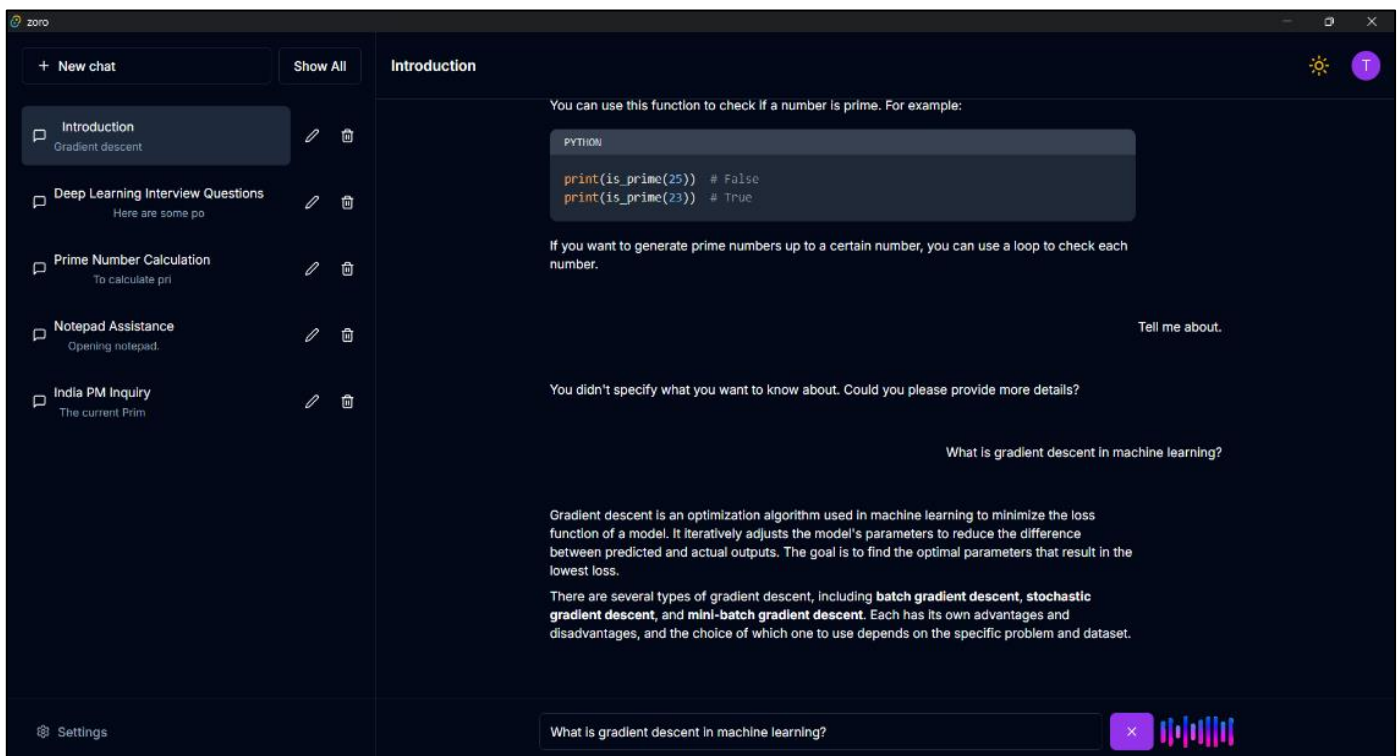 zoro
+ New chat
Show All
Introduction
T
Introduction
Gradient descent
Deep Learning Interview Questions
Here are some po
Prime Number Calculation
To calculate pri
Notepad Assistance
Opening notepad.
India PM Inquiry
The current Prim
Settings
You can use this function to check if a number is prime. For example:
PYTHON
print(is_prime(25)) # False
print(is_prime(23)) # True
If you want to generate prime numbers up to a certain number, you can use a loop to check each
number.
Tell me about.
You didn't specify what you want to know about. Could you please provide more details?
What is gradient descent in machine learning?
Gradient descent is an optimization algorithm used in machine learning to minimize the loss
function of a model. It iteratively adjusts the model's parameters to reduce the difference
between predicted and actual outputs. The goal is to find the optimal parameters that result in the
lowest loss.
There are several types of gradient descent, including batch gradient descent, stochastic
gradient descent, and mini-batch gradient descent. Each has its own advantages and
disadvantages, and the choice of which one to use depends on the specific problem and dataset.
What is gradient descent in machine learning?